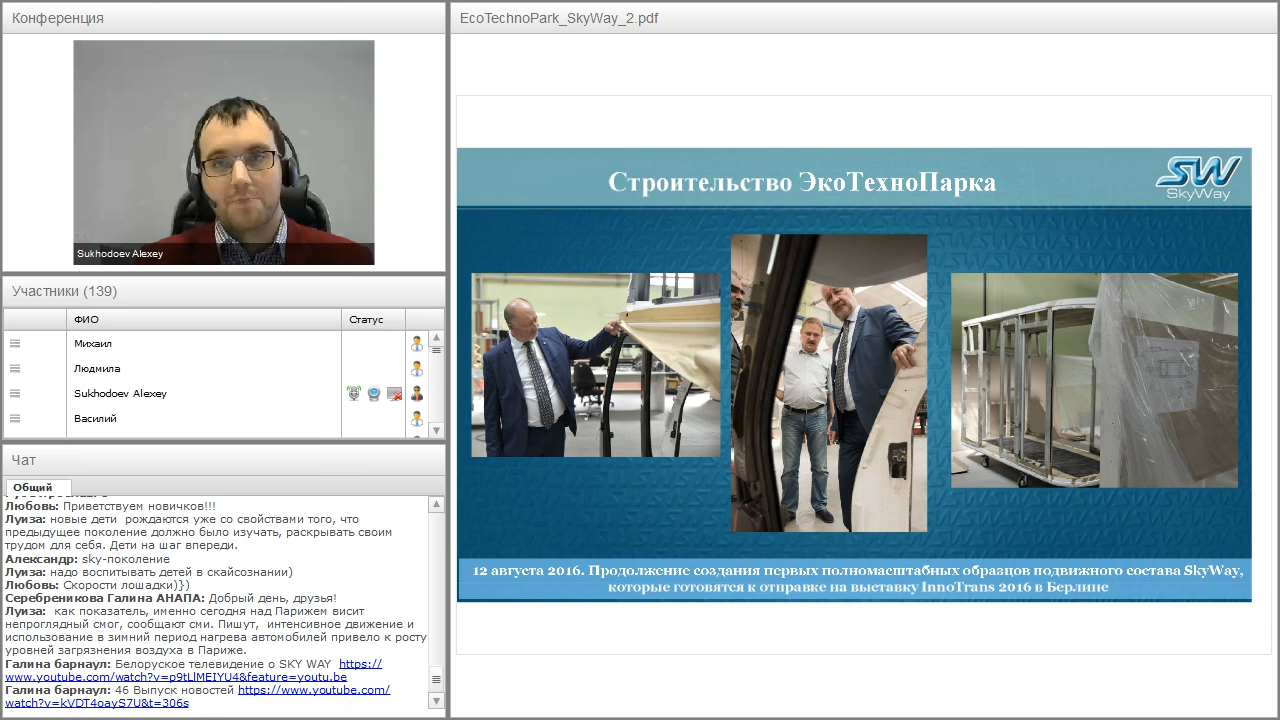 Конференция
Sukhodoev Alexey
Участники (139)
ФИО
Статус
Михаил
Людмила
Sukhodoev Alexey
Василий
Чат
Общий
Любовь: Приветствуем новичков!!!
Луиза: новые дети рождаются уже со свойствами того, что
предыдущее поколение должно было изучать, раскрывать своим
трудом для себя. Дети на шаг впереди.
Александр: sky-поколение
Луиза: надо воспитывать детей в скайсознании)
Любовь: Скорости лошадки)})
Серебреникова Галина АНАПА: Добрый день, друзья!
Луиза: как показатель, именно сегодня над Парижем висит
непроглядный смог, сообщают сми. Пишут, интенсивное движение и
использование в зимний период нагрева автомобилей привело к росту
уровней загрязнения воздуха в Париже.
Галина барнаул: Белоруское телевидение о SKY WAY https://
www.youtube.com/watch?v=p9tLlMEIYU4&feature=youtu.be
Галина барнаул: 46 Выпуск новостей https://www.youtube.com/
watch?v=kVDT4oayS7U&t=306s
EcoTechnoPark_SkyWay_2.pdf
Строительство ЭкоТехноПарка
SW
SkyWay
12 августа 2016. Продолжение создания первых полномасштабных образцов подвижного состава SkyWay,
которые готовятся к отправке на выставку InnoTrans 2016 в Берлине